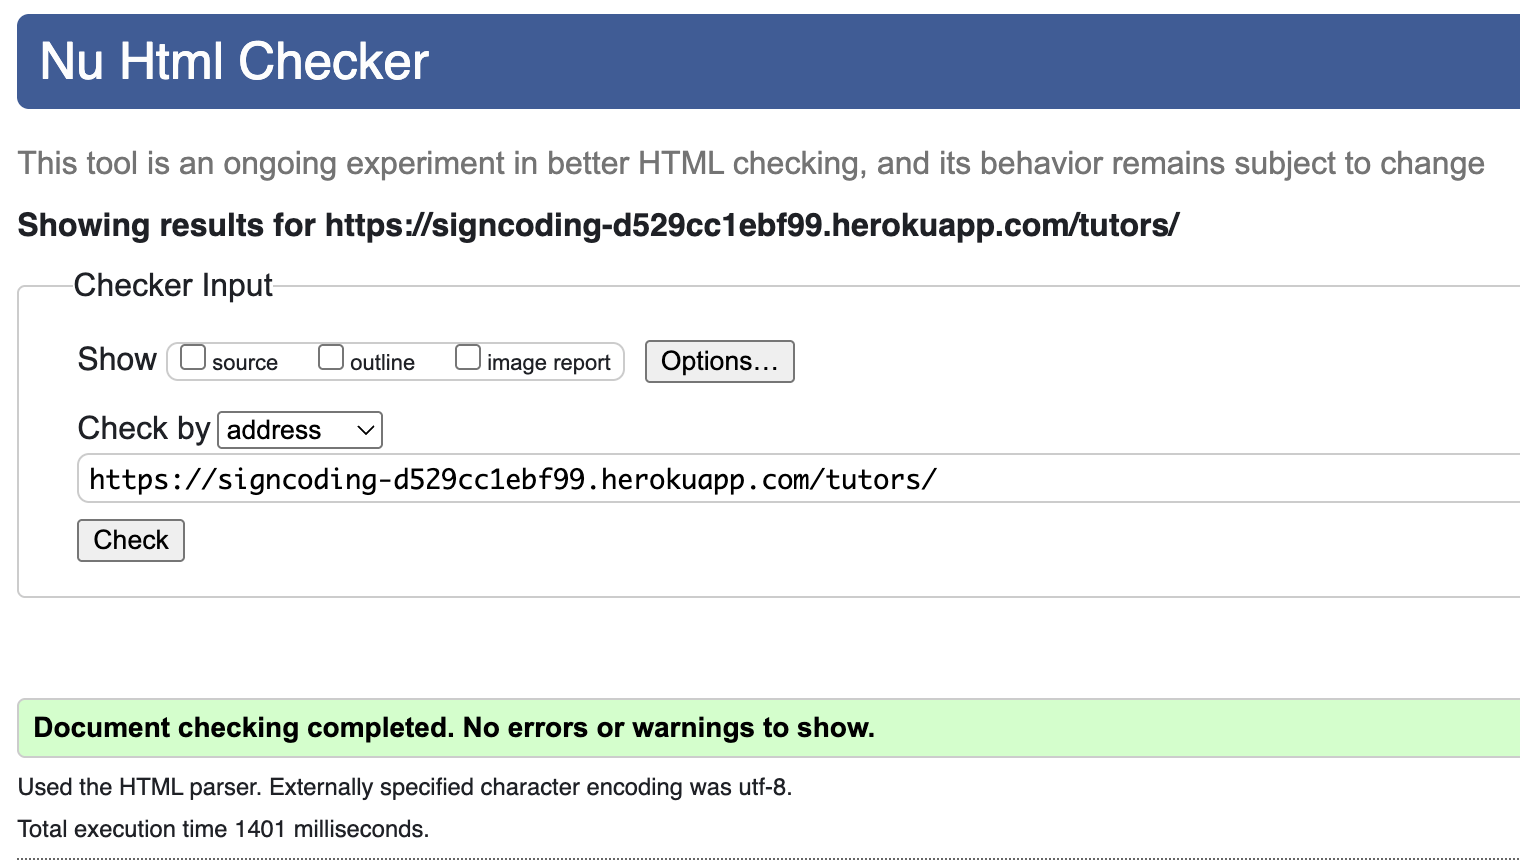 Nu Html Checker
This tool is an ongoing experiment in better HTML checking, and its behavior remains subject to change
Showing results for https://signcoding-d529cc1ebf99.herokuapp.com/tutors/
Checker Input
Show source outline image report Options…
Check by address
https://signcoding-d529cc1ebf99.herokuapp.com/tutors/
Check
Document checking completed. No errors or warnings to show.
Used the HTML parser. Externally specified character encoding was utf-8.
Total execution time 1401 milliseconds.